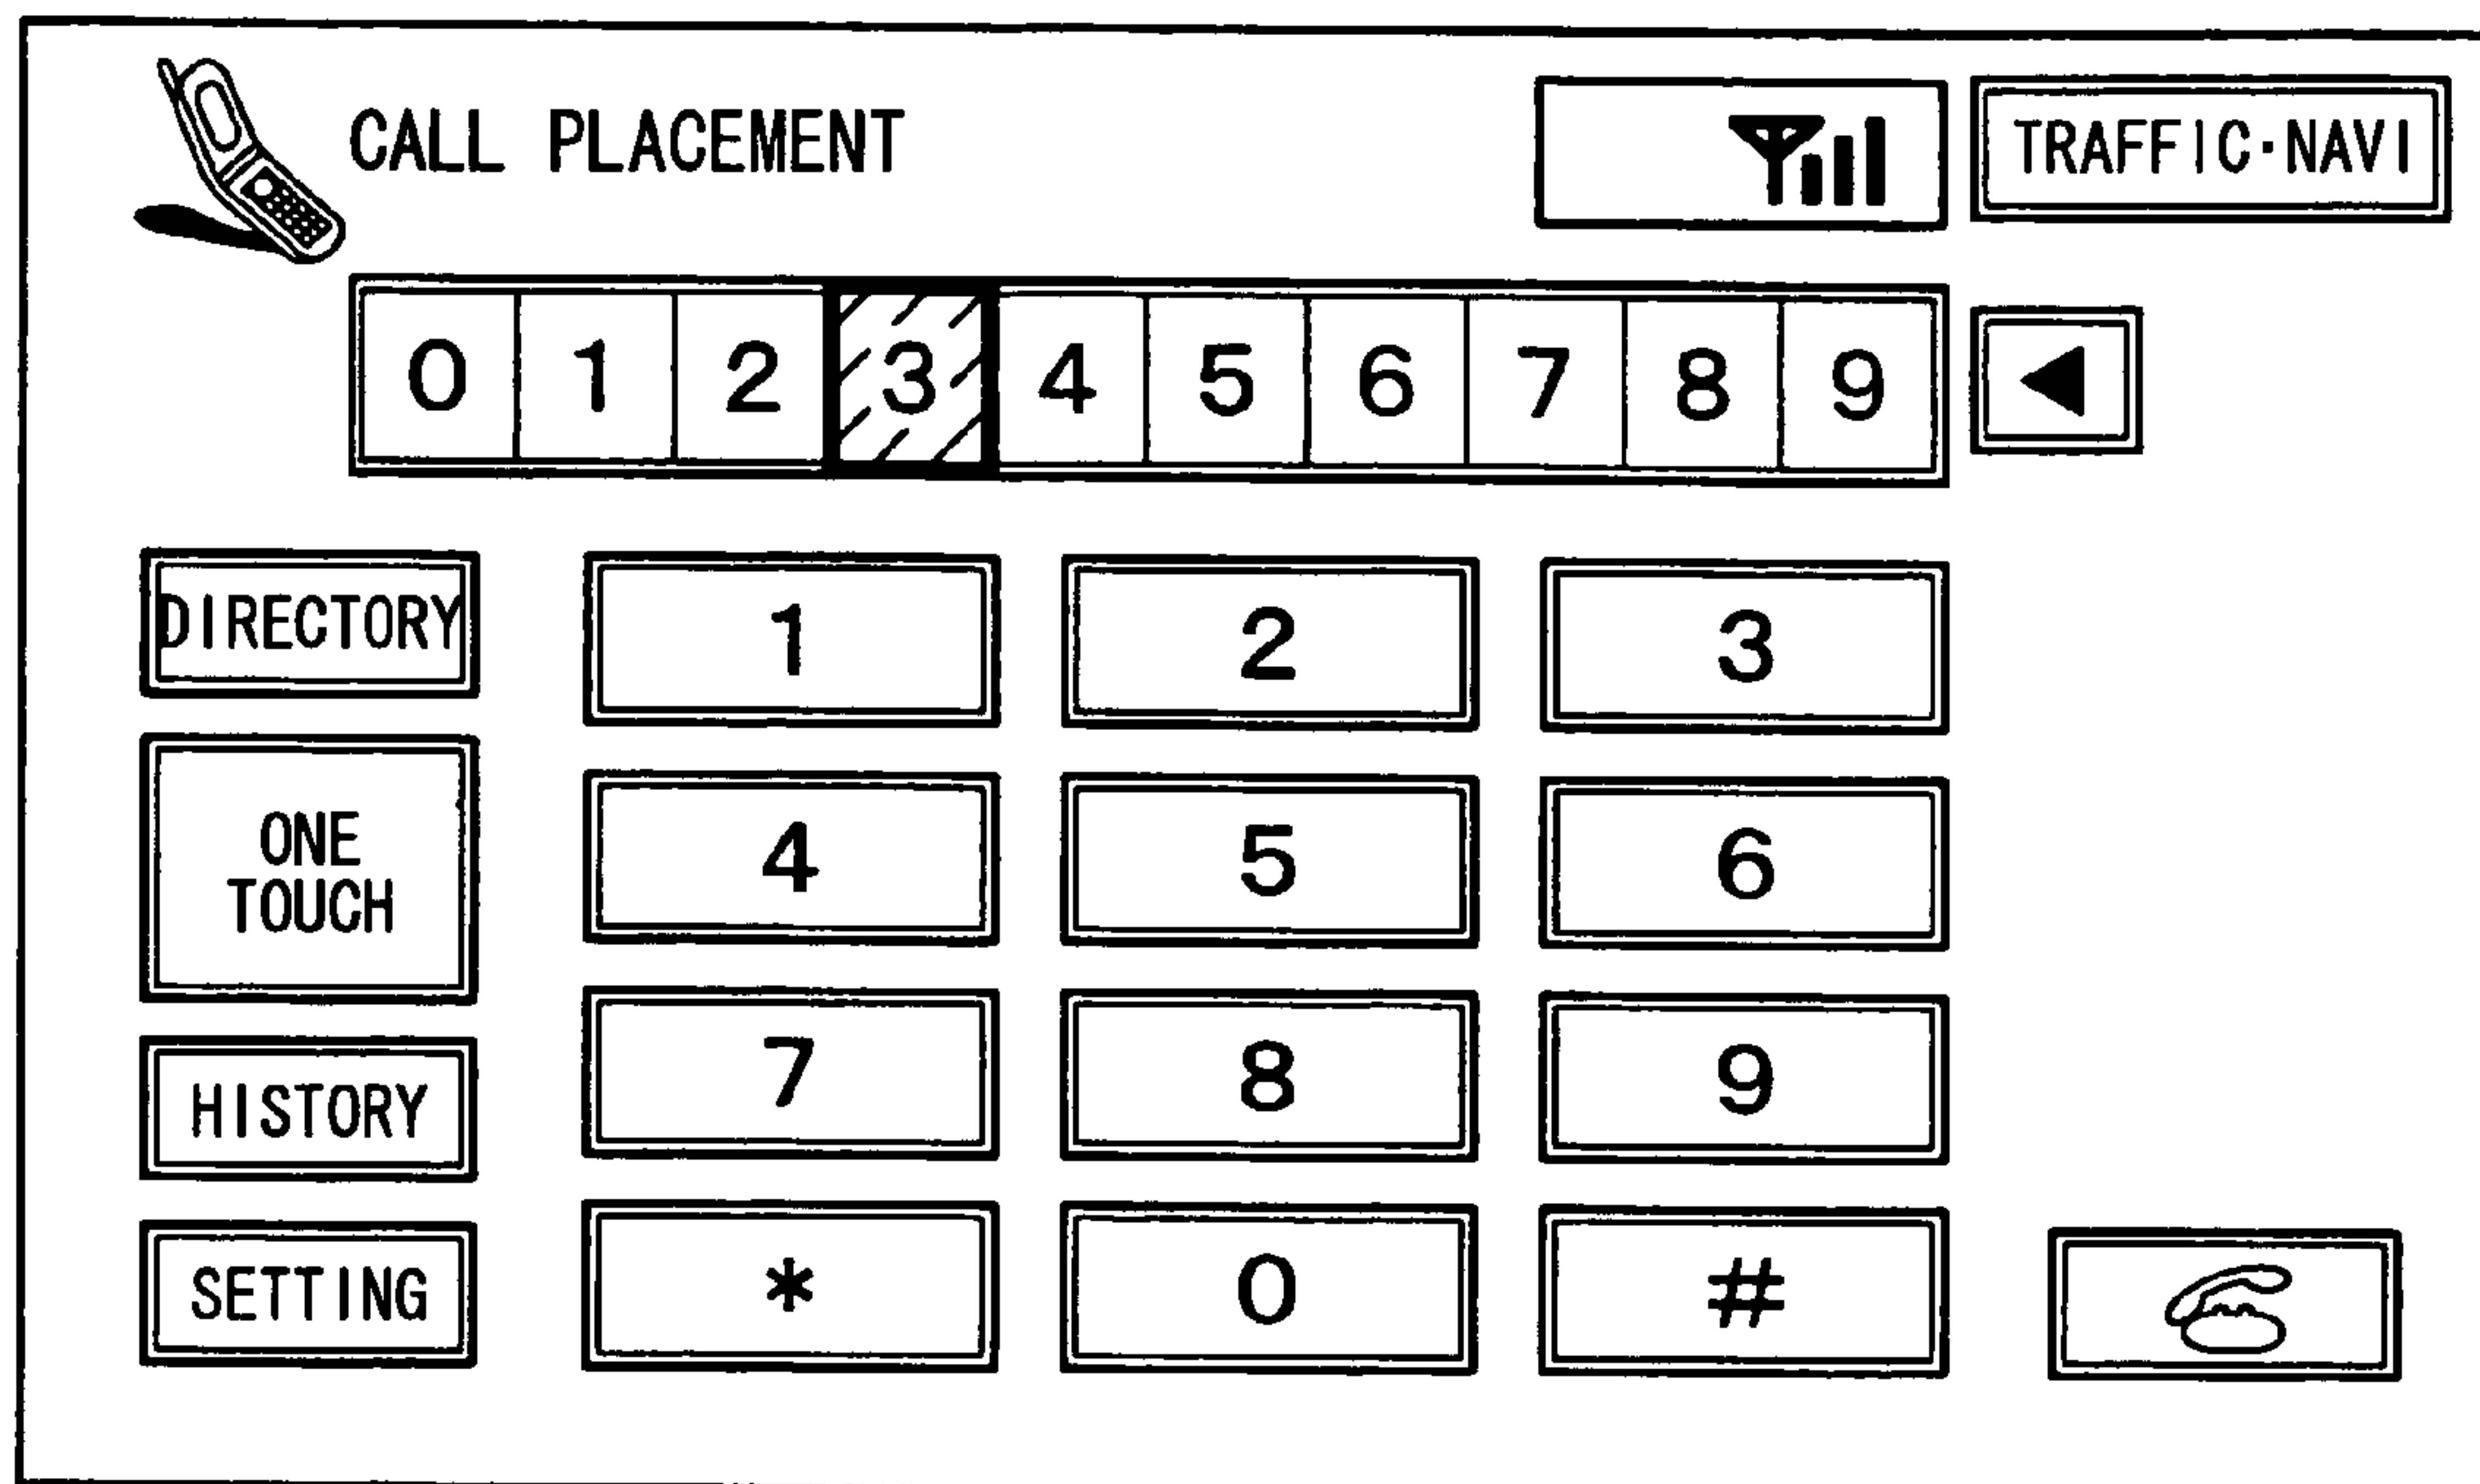 CALL PLACEMENT
TRAFFIC·NAVI
0 1 2 3 4 5 6 7 8 9
DIRECTORY
1 2 3
ONE
TOUCH
4 5 6
HISTORY
7 8 9
SETTING
* 0 #